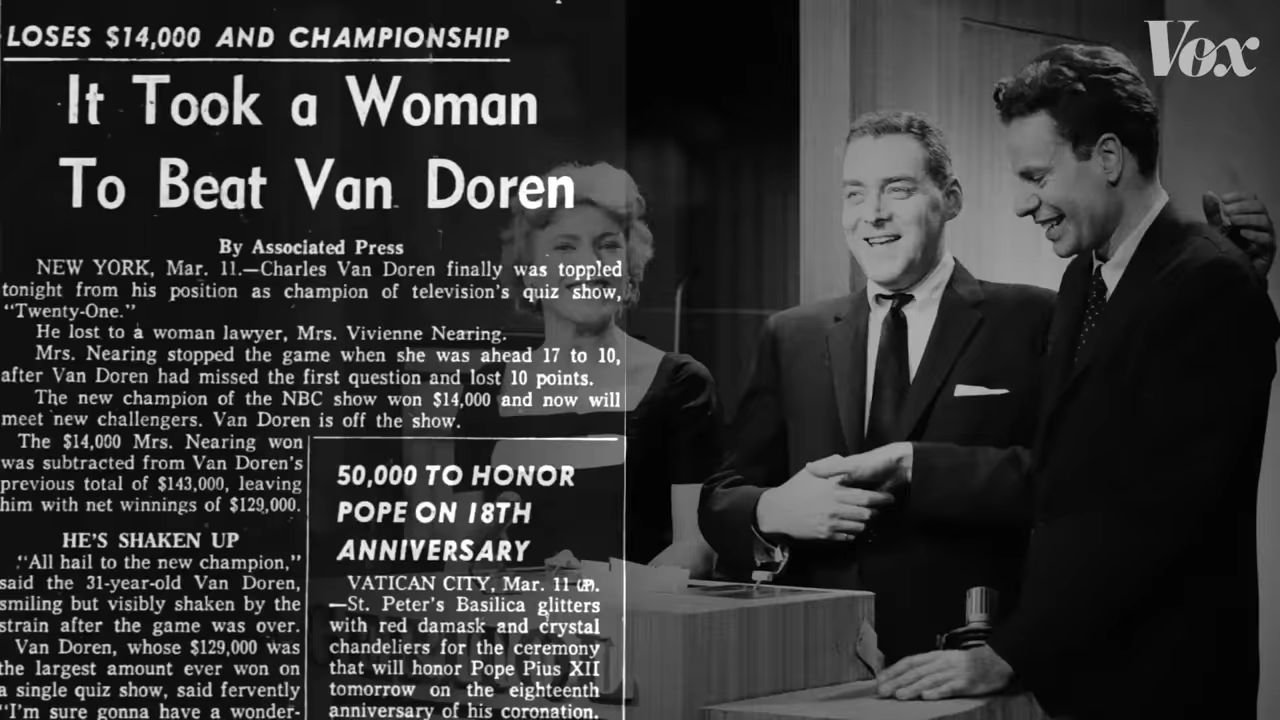 LOSES $14,000 AND CHAMPIONSHIP
It Took a Woman
To Beat Van Doren
By Associated Press
NEW YORK, Mar. 11.—Charles Van Doren finally was toppled
tonight from his position as champion of television's quiz show,
"Twenty-One."
He lost to a woman lawyer, Mrs. Vivienne Nearing.
Mrs. Nearing stopped the game when she was ahead 17 to 10,
after Van Doren had missed the first question and lost 10 points.
The new champion of the NBC show won $14,000 and now will
meet new challengers. Van Doren is off the show.
The $14,000 Mrs. Nearing won
was subtracted from Van Doren's
previous total of $143,000, leaving
him with net winnings of $129,000.
HE'S SHAKEN UP
"All hail to the new champion,"
said the 31-year-old Van Doren,
smiling but visibly shaken by the
strain after the game was over.
Van Doren, whose $129,000 was
the largest amount ever won on
a single quiz show, said fervently
"I'm sure gonna have a wonder-
50,000 TO HONOR
POPE ON 18TH
ANNIVERSARY
VATICAN CITY, Mar. 11 (P).
—St. Peter's Basilica glitters
with red damask and crystal
chandeliers for the ceremony
that will honor Pope Pius XII
tomorrow on the eighteenth
anniversary of his coronation.
Vox